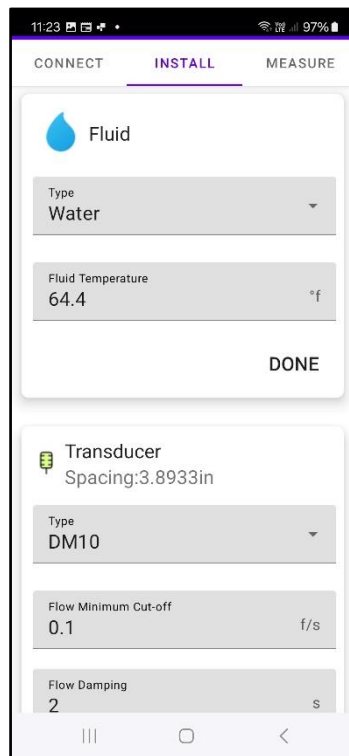 11:23 97%
CONNECT INSTALL MEASURE
Fluid
Type
Water
Fluid Temperature
64.4 °f
DONE
Transducer
Spacing:3.8933in
Type
DM10
Flow Minimum Cut-off
0.1 f/s
Flow Damping
2 s